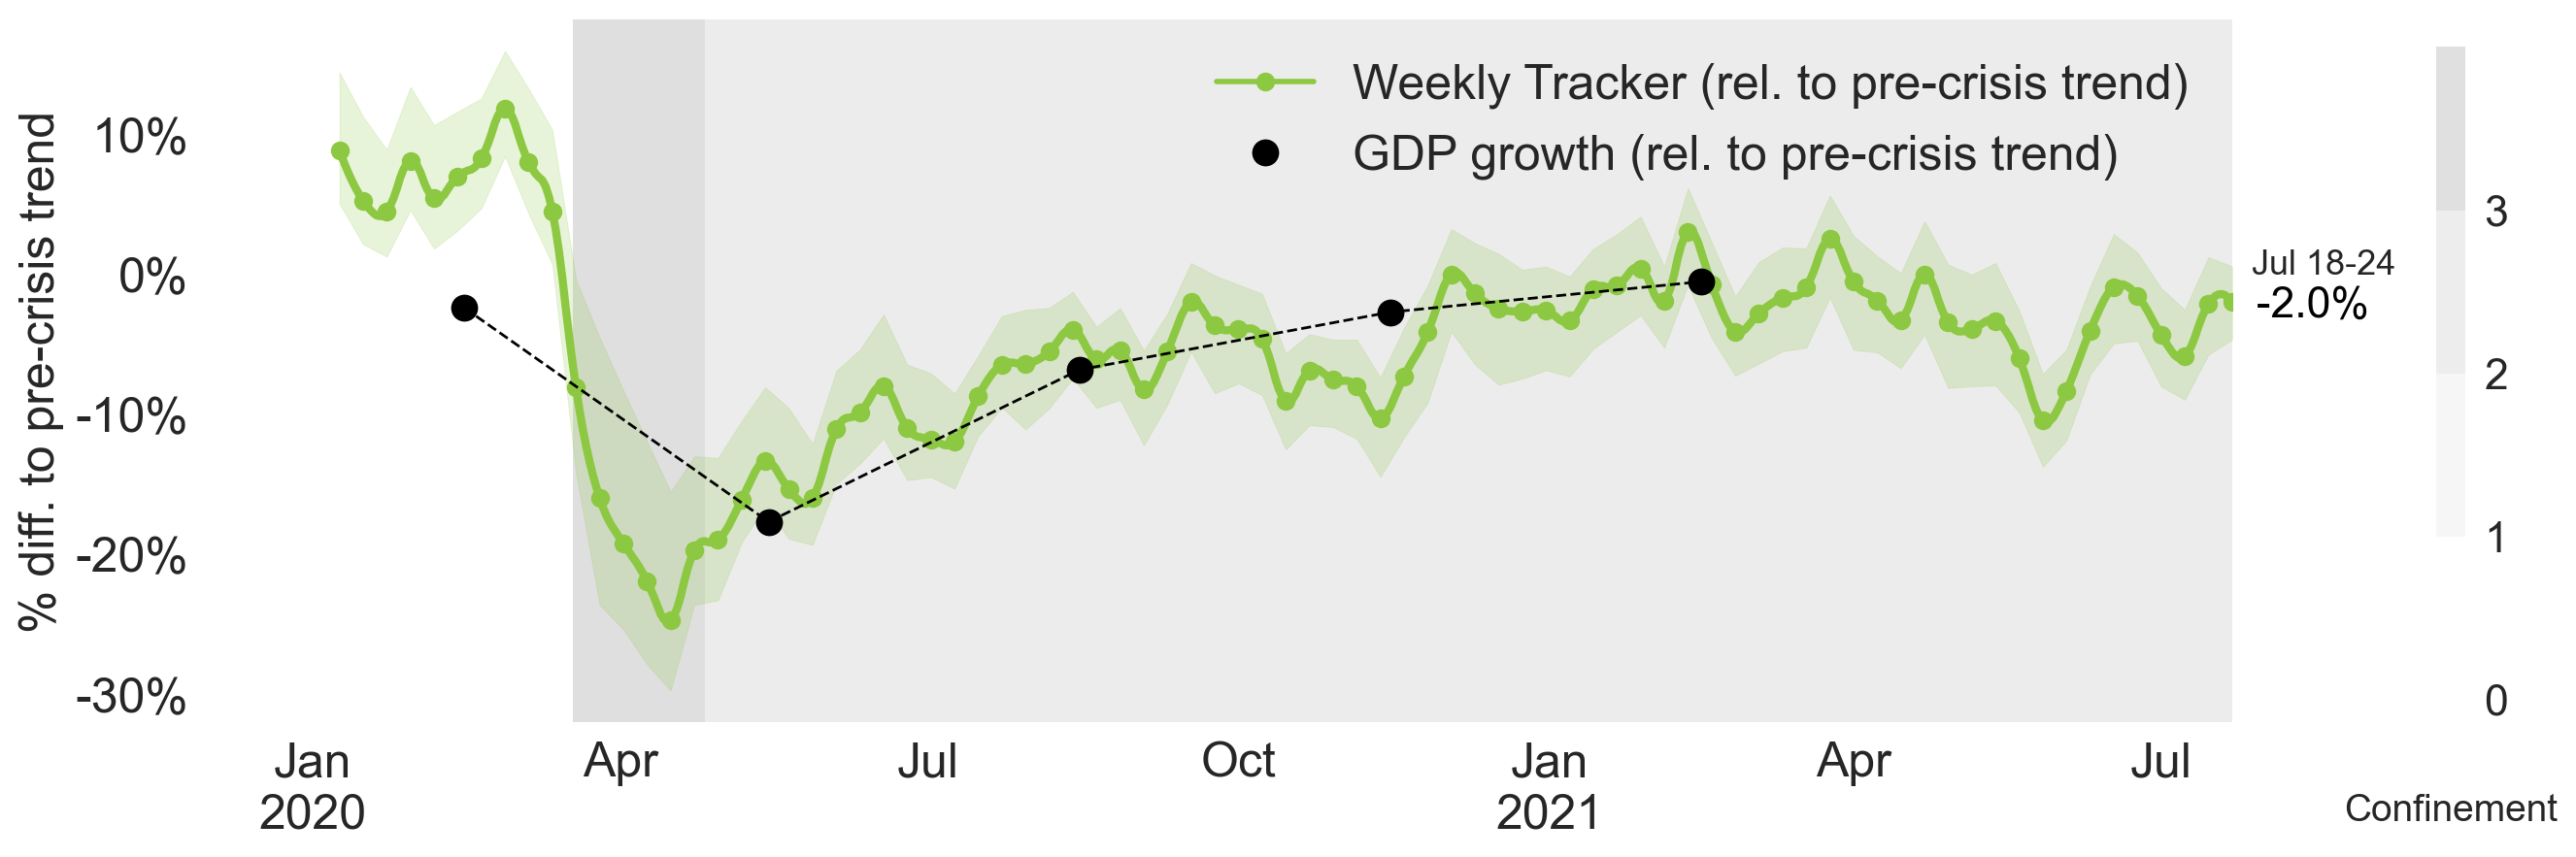 % diff. to pre-crisis trend
10%
0%
-10%
-20%
-30%
Weekly Tracker (rel. to pre-crisis trend)
GDP growth (rel. to pre-crisis trend)
Jul 18-24
-2.0%
3
2
1
0
Jan
2020
Apr
Jul
Oct
Jan
2021
Apr
Jul
Confinement